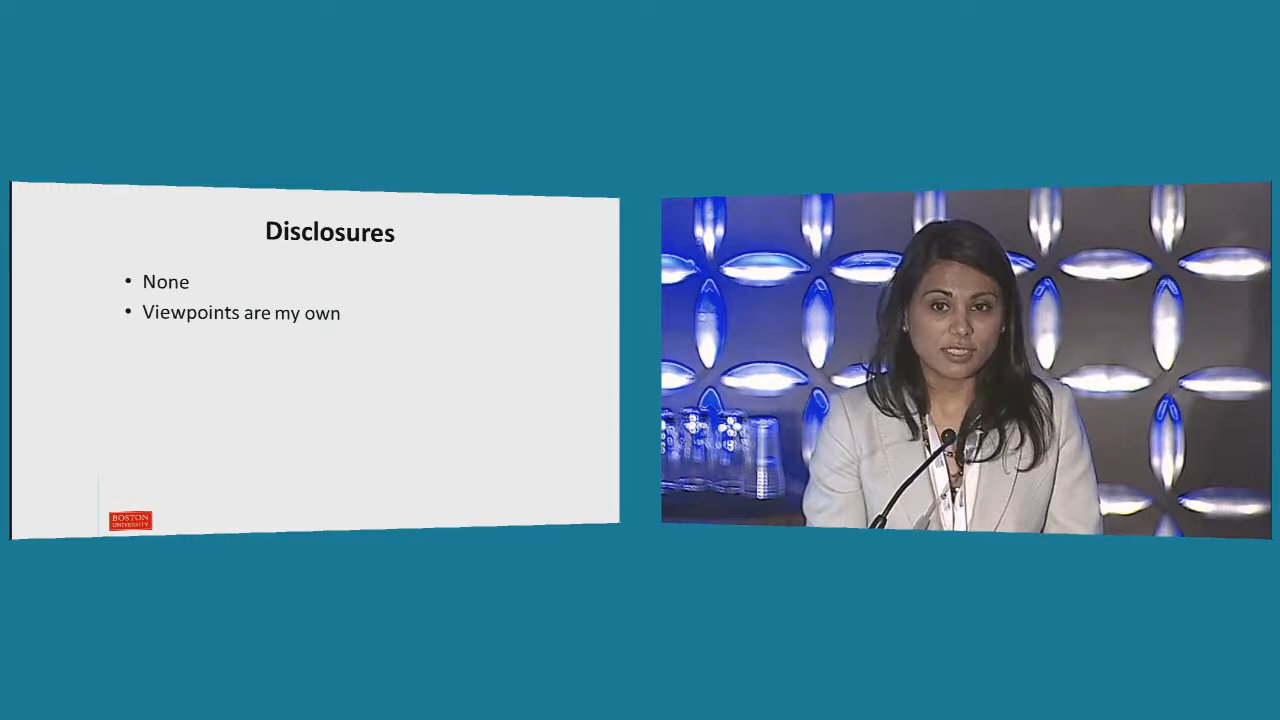 Disclosures
• None
• Viewpoints are my own
BOSTON
UNIVERSITY